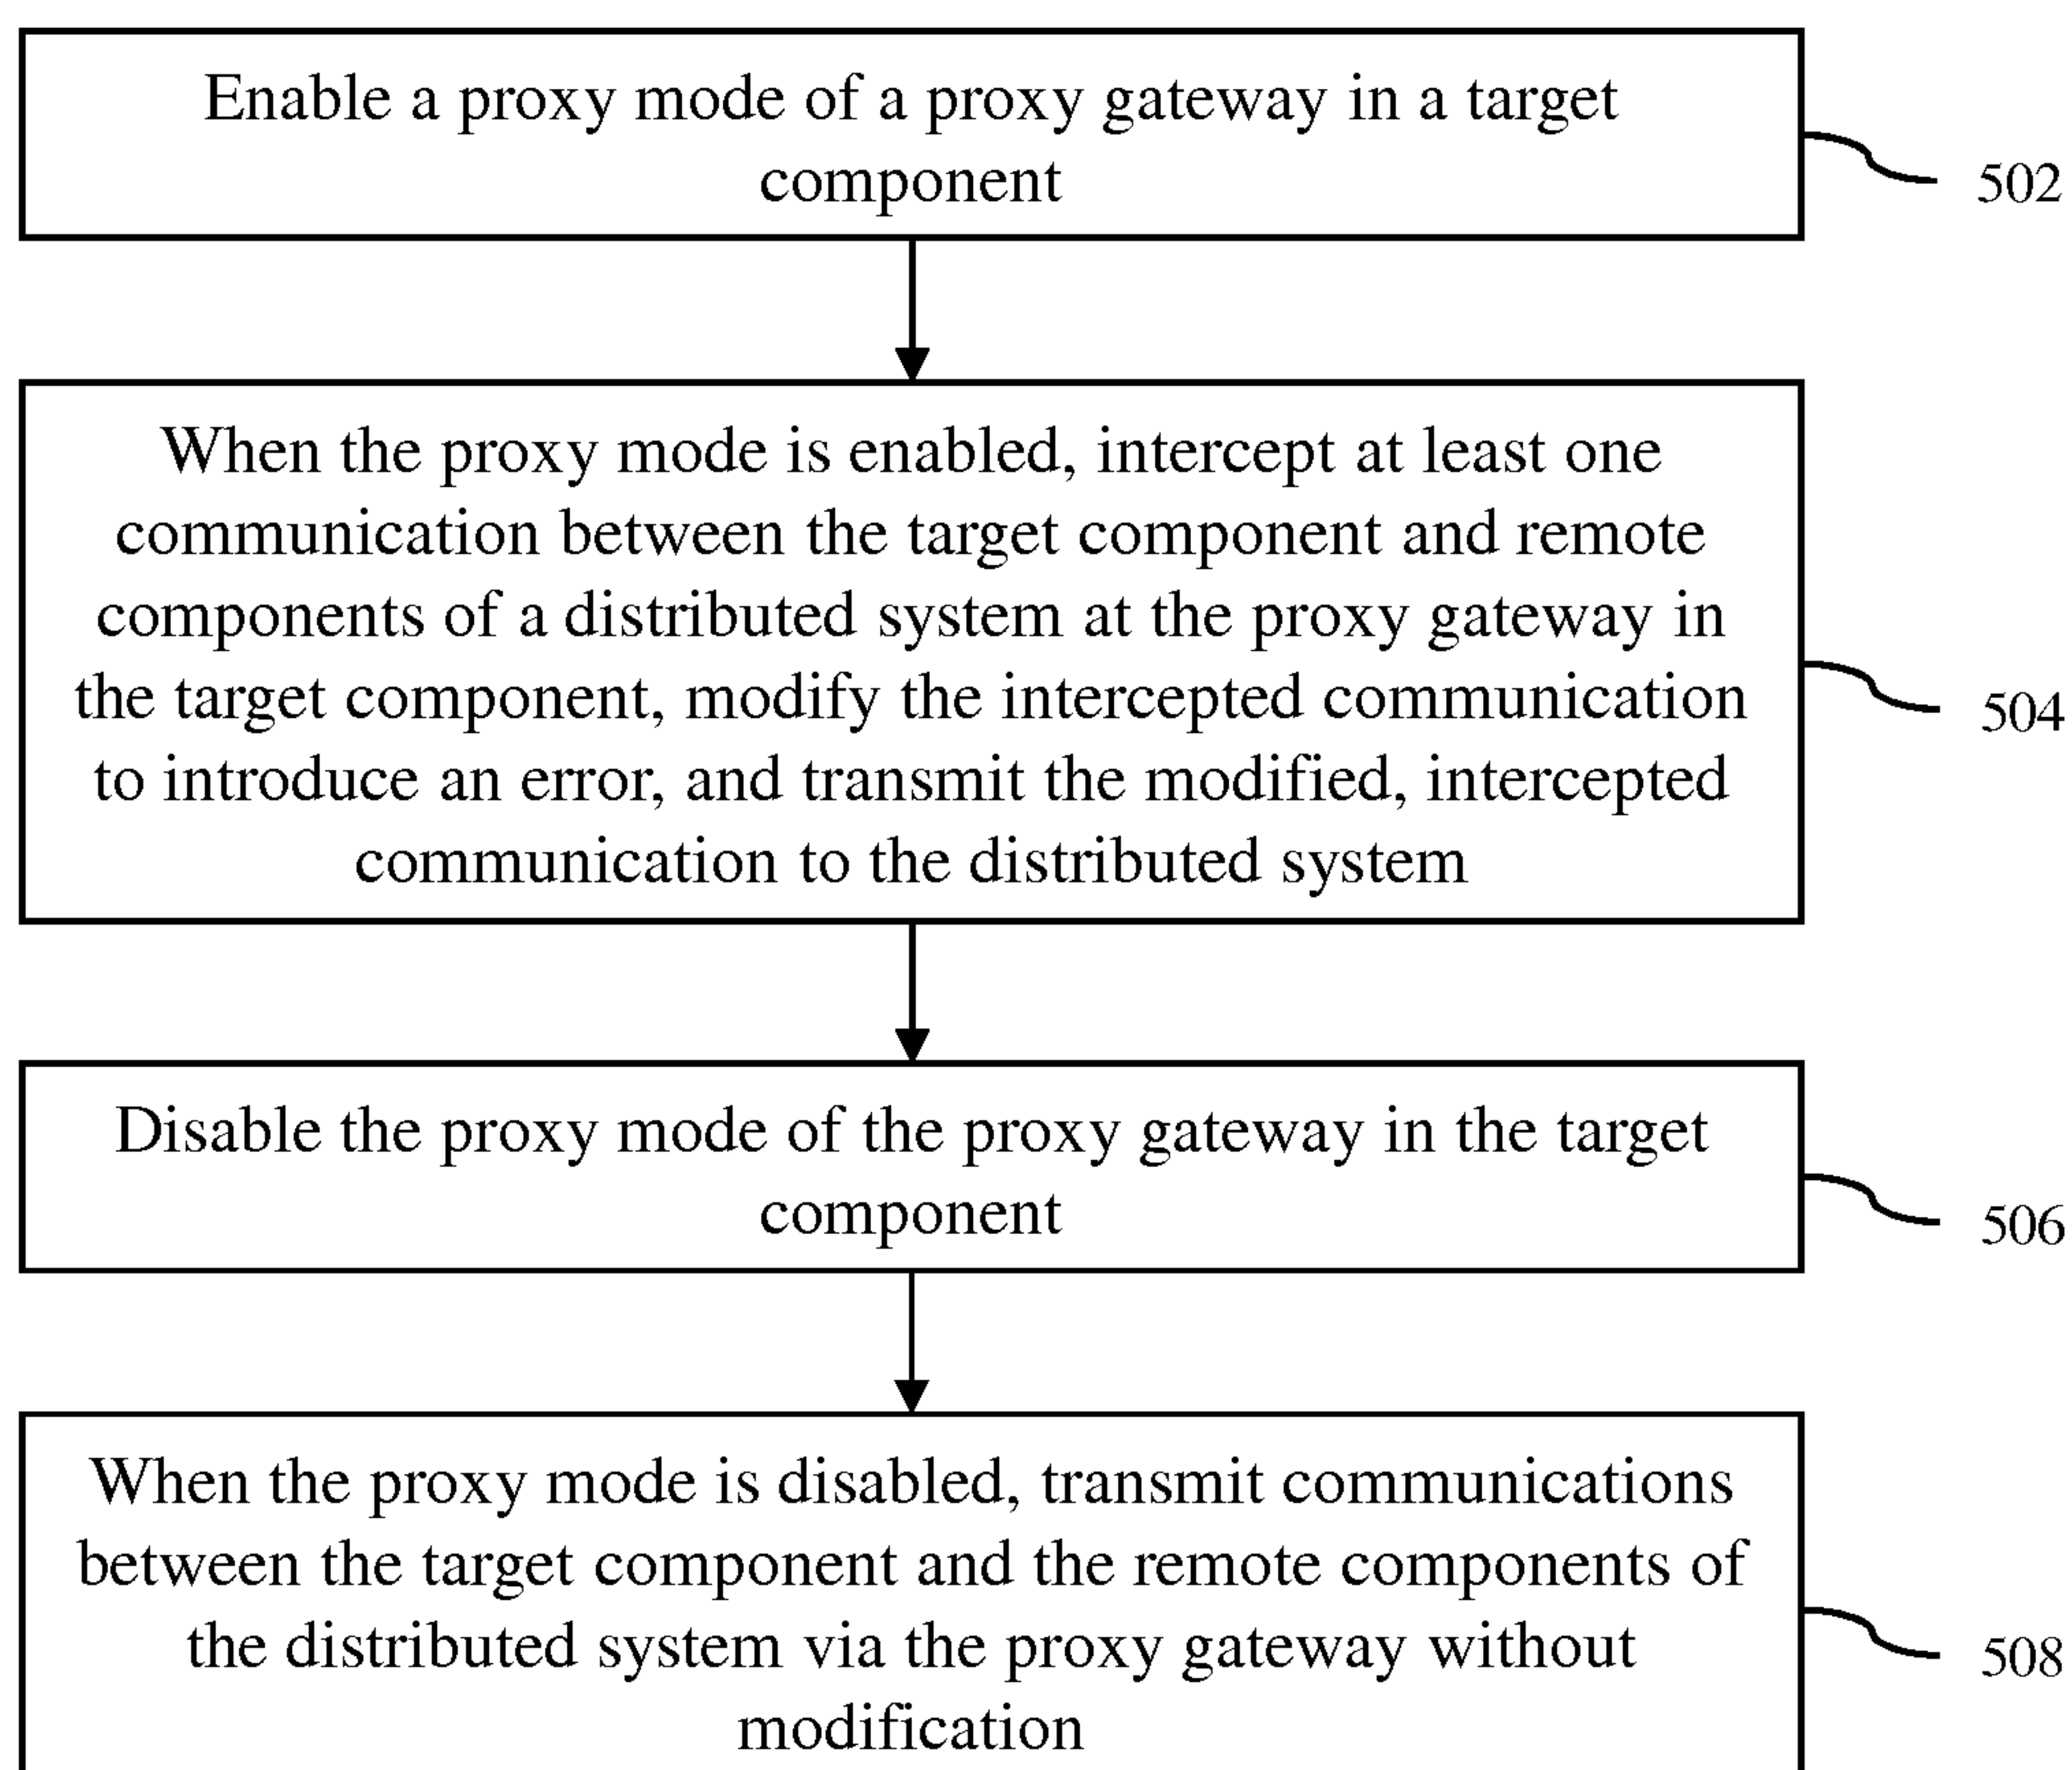 Enable a proxy mode of a proxy gateway in a target
component
502
When the proxy mode is enabled, intercept at least one
communication between the target component and remote
components of a distributed system at the proxy gateway in
the target component, modify the intercepted communication
to introduce an error, and transmit the modified, intercepted
communication to the distributed system
504
Disable the proxy mode of the proxy gateway in the target
component
506
When the proxy mode is disabled, transmit communications
between the target component and the remote components of
the distributed system via the proxy gateway without
modification
508